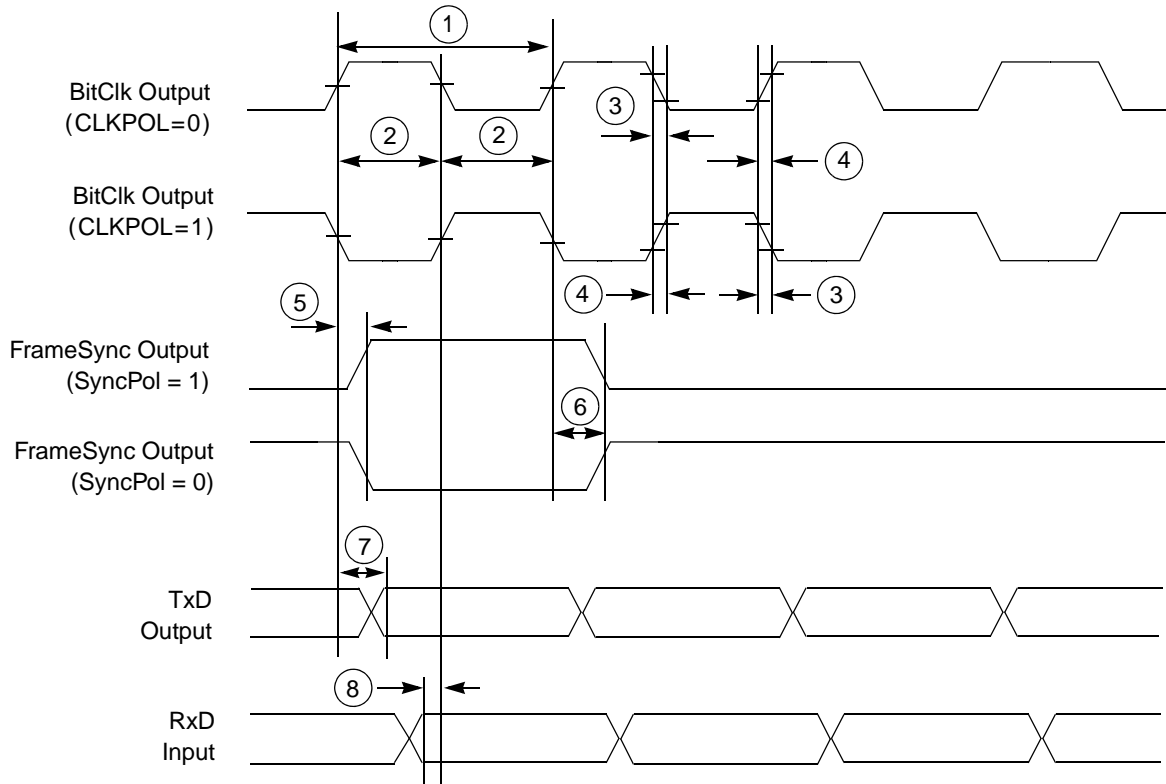 1
BitClk Output
(CLKPOL=0)
3
2
2
4
BitClk Output
(CLKPOL=1)
5
4
3
FrameSync Output
(SyncPol = 1)
6
FrameSync Output
(SyncPol = 0)
7
TxD
Output
8
RxD
Input